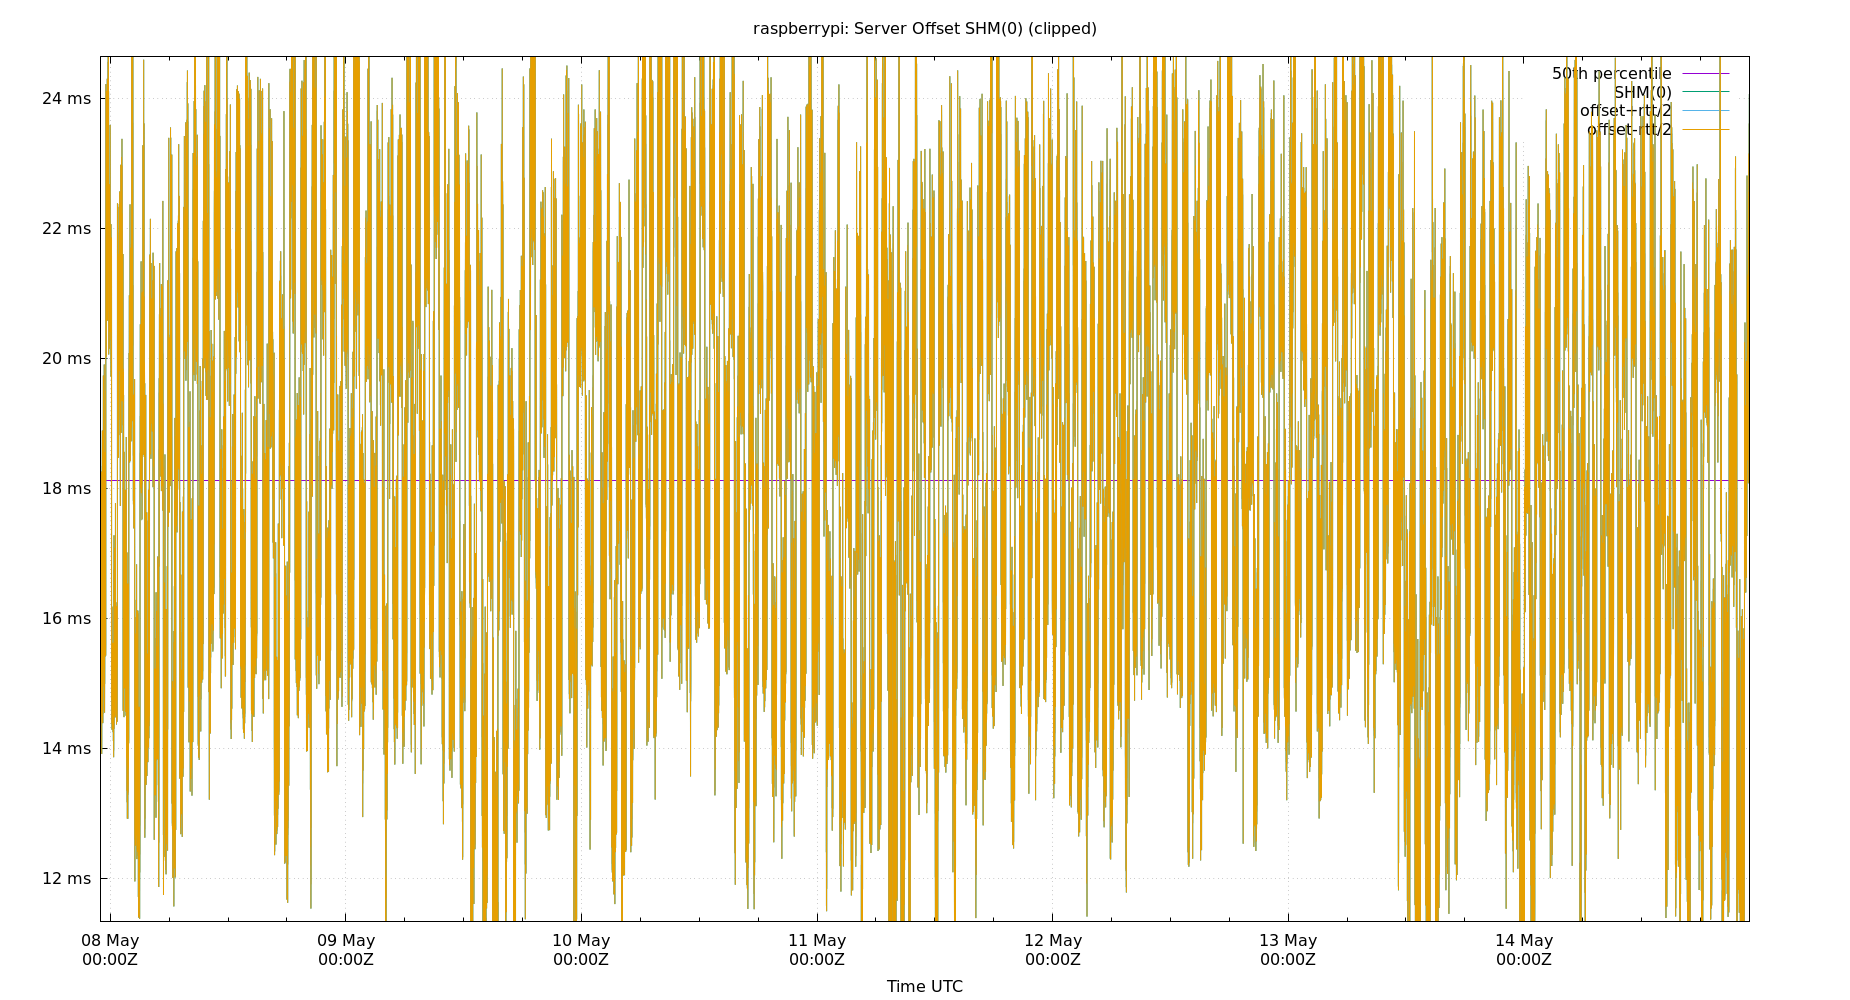 raspberrypi: Server Offset SHM(0) (clipped)
50th percentile
SHM(0)
offset+rtt/2
offset-rtt/2
24 ms
22 ms
20 ms
18 ms
16 ms
14 ms
12 ms
08 May 09 May 10 May 11 May 12 May 13 May 14 May
00:00Z 00:00Z 00:00Z 00:00Z 00:00Z 00:00Z 00:00Z
Time UTC